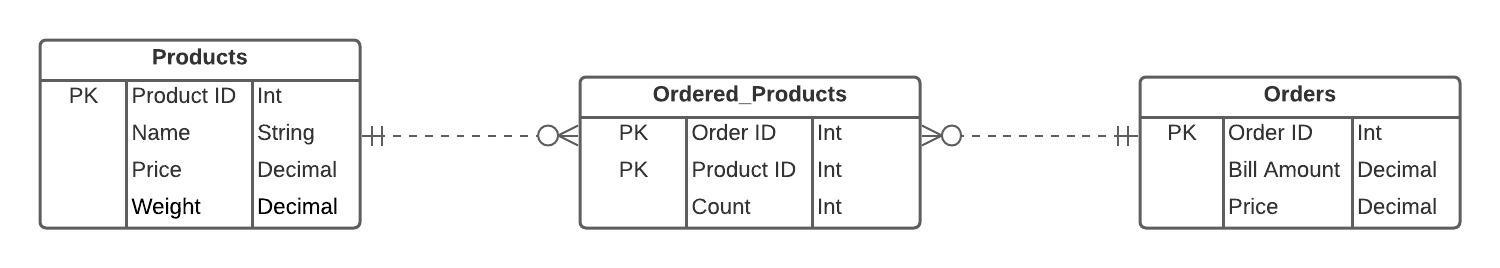 Products
PK Product ID Int
Name String
Price Decimal
Weight Decimal
Ordered_Products
PK Order ID Int
PK Product ID Int
Count Int
Orders
PK Order ID Int
Bill Amount Decimal
Price Decimal